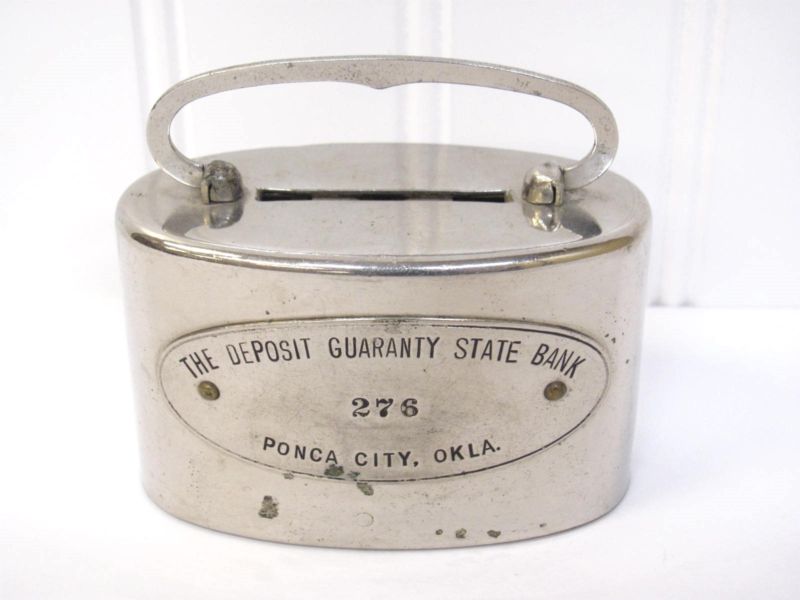 THE DEPOSIT GUARANTY STATE BANK
276
PONCA CITY, OKLA.